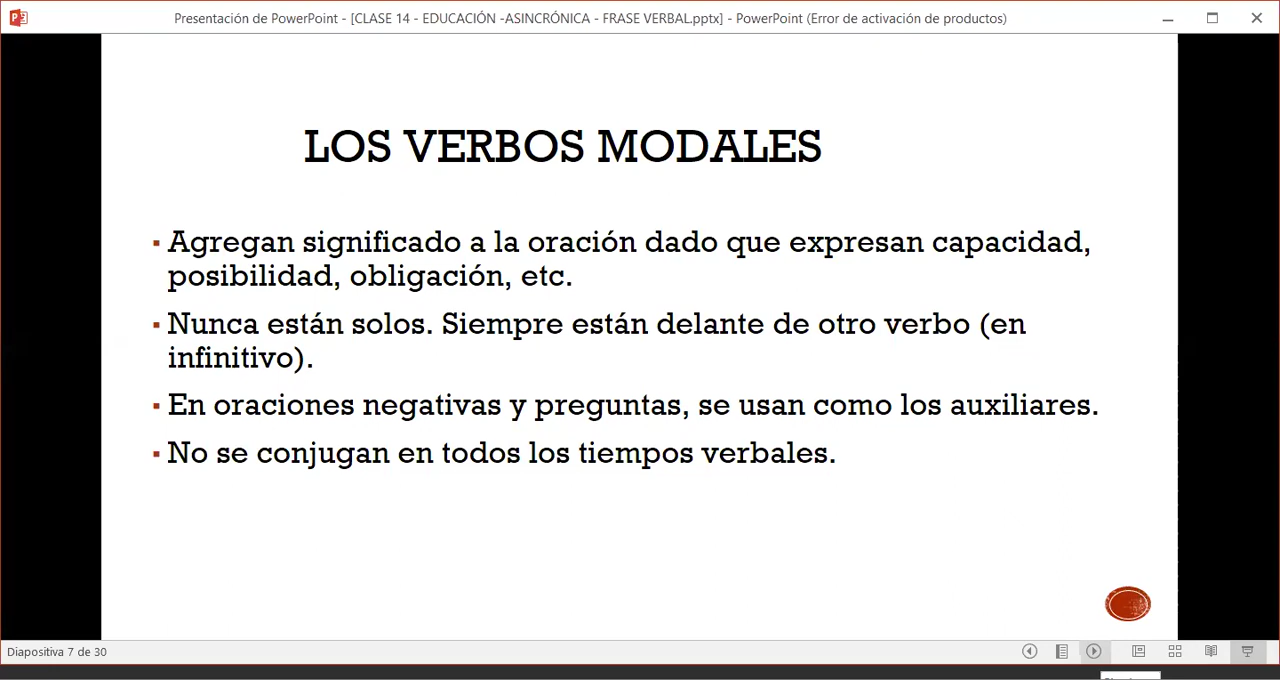 Presentación de PowerPoint - [CLASE 14 - EDUCACIÓN -ASINCRÓNICA - FRASE VERBAL.pptx] - PowerPoint (Error de activación de productos)
LOS VERBOS MODALES
▪ Agregan significado a la oración dado que expresan capacidad,
posibilidad, obligación, etc.
▪ Nunca están solos. Siempre están delante de otro verbo (en
infinitivo).
▪ En oraciones negativas y preguntas, se usan como los auxiliares.
▪ No se conjugan en todos los tiempos verbales.
Diapositiva 7 de 30